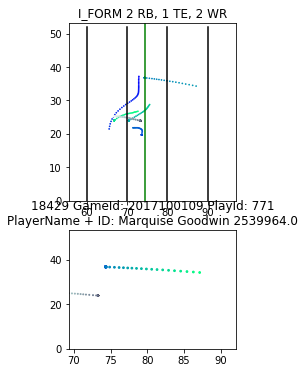 I_FORM 2 RB, 1 TE, 2 WR
50
40
30
20
10
0
60 70 80 90
18429 GameId: 2017100109 PlayId: 771
PlayerName + ID: Marquise Goodwin 2539964.0
40
20
0
70 75 80 85 90